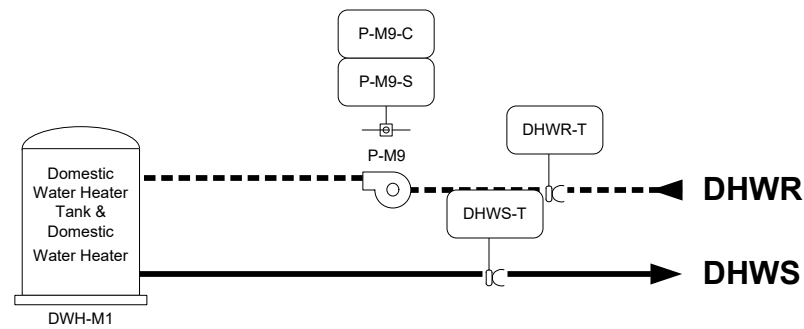 P-M9-C
P-M9-S
DHWR-T
P-M9
Domestic
Water Heater
Tank &
Domestic
Water Heater
DHWR
DHWS-T
DHWS
DWH-M1